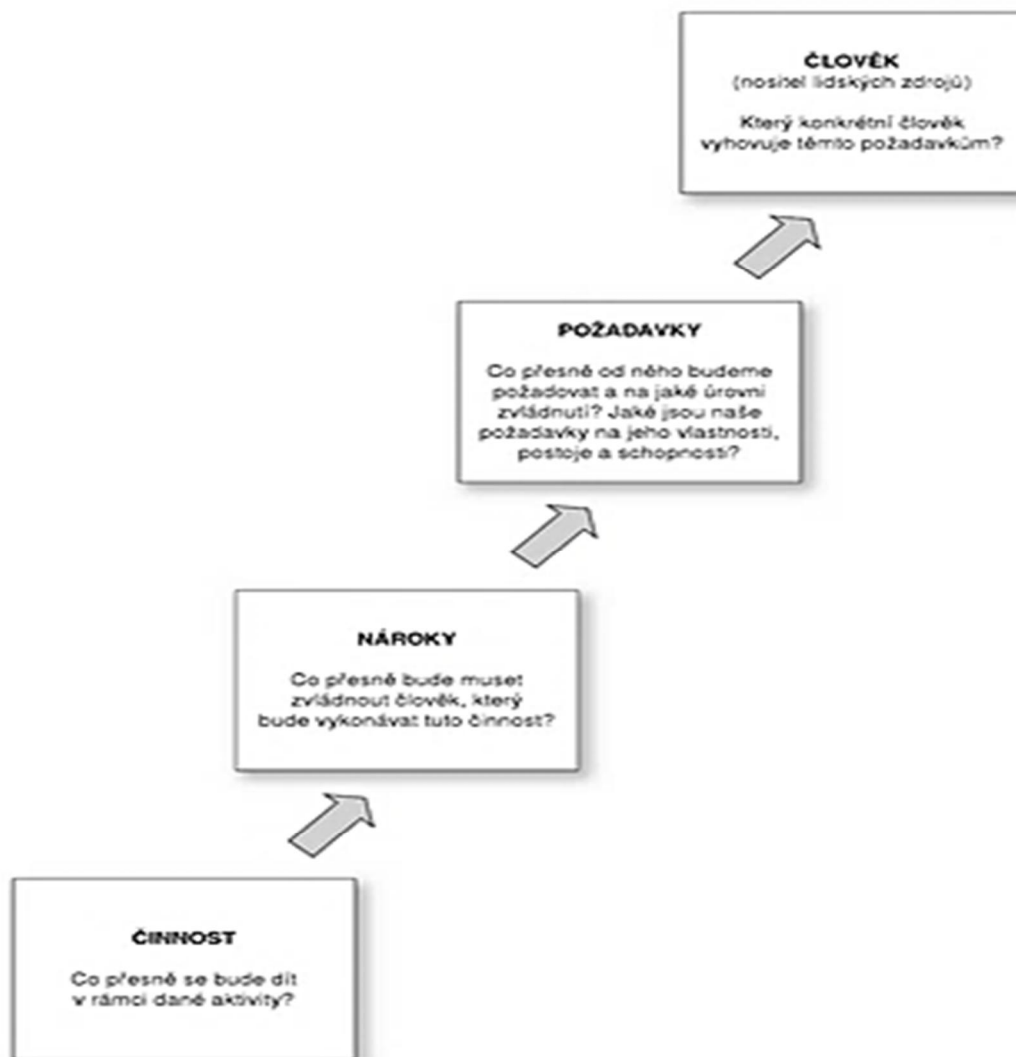 ČLOVĚK
(nositel lidských zdrojů)
Který konkrétní člověk
vyhovuje těmto požadavkům?
POŽADAVKY
Co přesně od něho budeme
požadovat a na jaké úrovni
zvládnutí? Jaké jsou naše
požadavky na jeho vlastnosti,
postoje a schopnosti?
NÁROKY
Co přesně bude muset
zvládnout člověk, který
bude vykonávat tuto činnost?
ČINNOST
Co přesně se bude dít
v rámci dané aktivity?